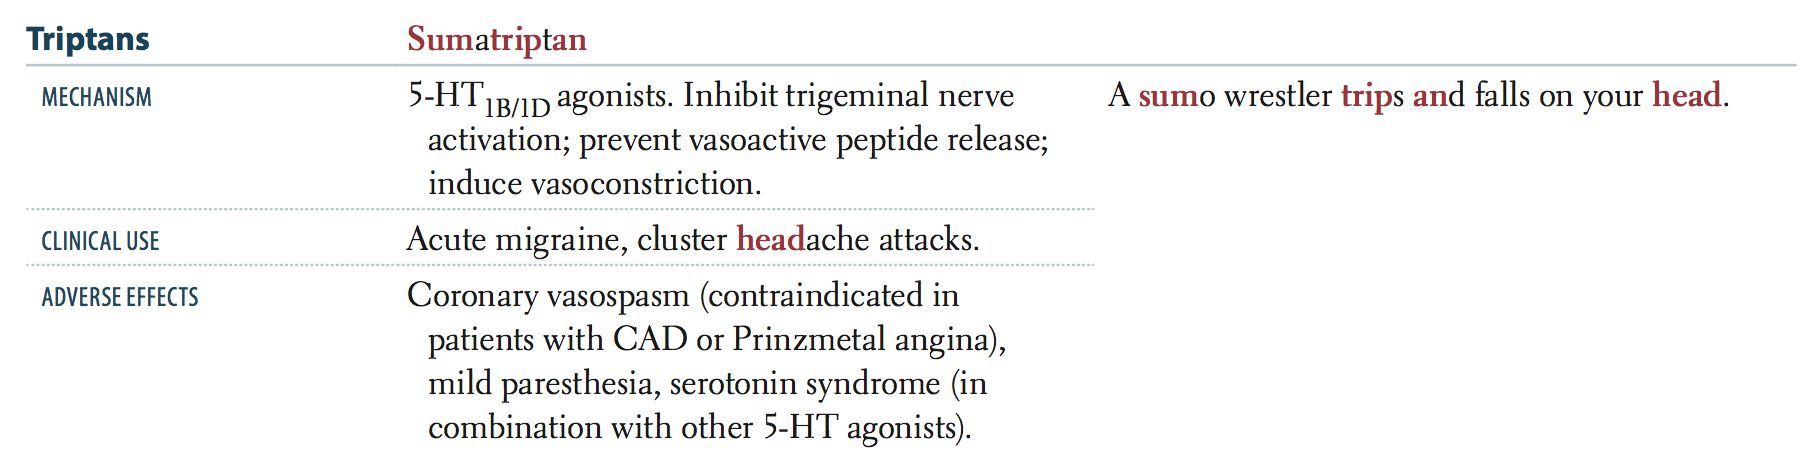 Triptans Sumatriptan
MECHANISM 5-HT1B/1D agonists. Inhibit trigeminal nerve A sumo wrestler trips and falls on your head.
activation; prevent vasoactive peptide release;
induce vasoconstriction.
CLINICAL USE Acute migraine, cluster headache attacks.
ADVERSE EFFECTS Coronary vasospasm (contraindicated in
patients with CAD or Prinzmetal angina),
mild paresthesia, serotonin syndrome (in
combination with other 5-HT agonists).